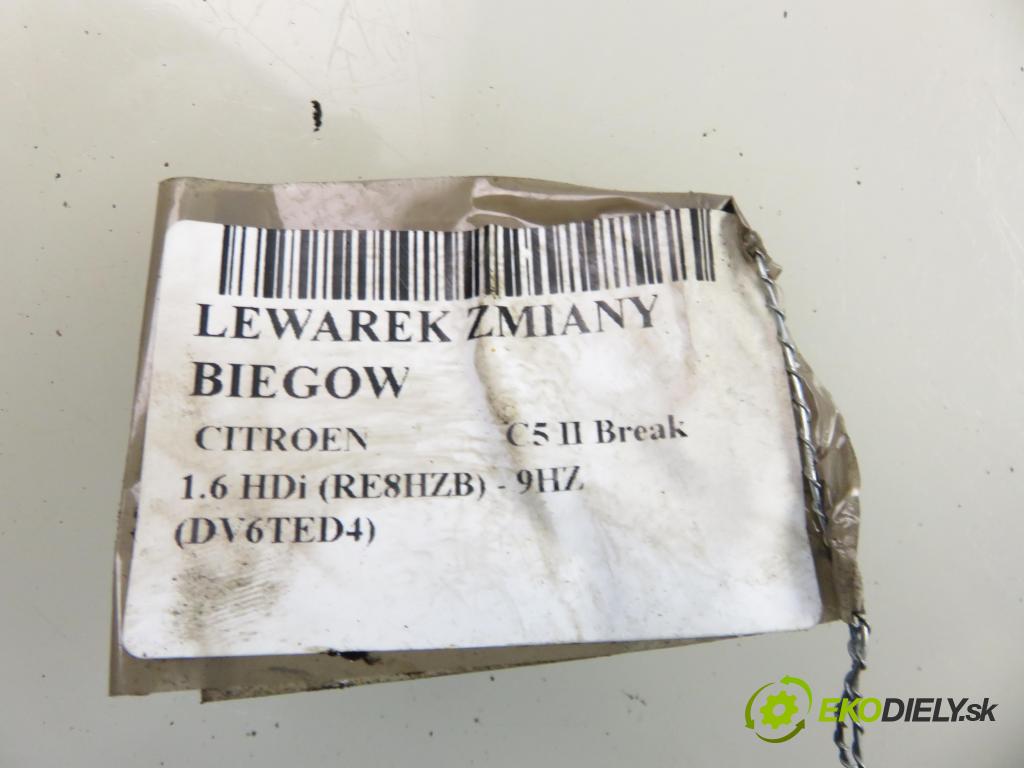 LEWAREK ZMIANY
BIEGOW
CITROEN C5 II Break
1.6 HDi (RE8HZB) - 9HZ
(DV6TED4)
EKODIELY.sk